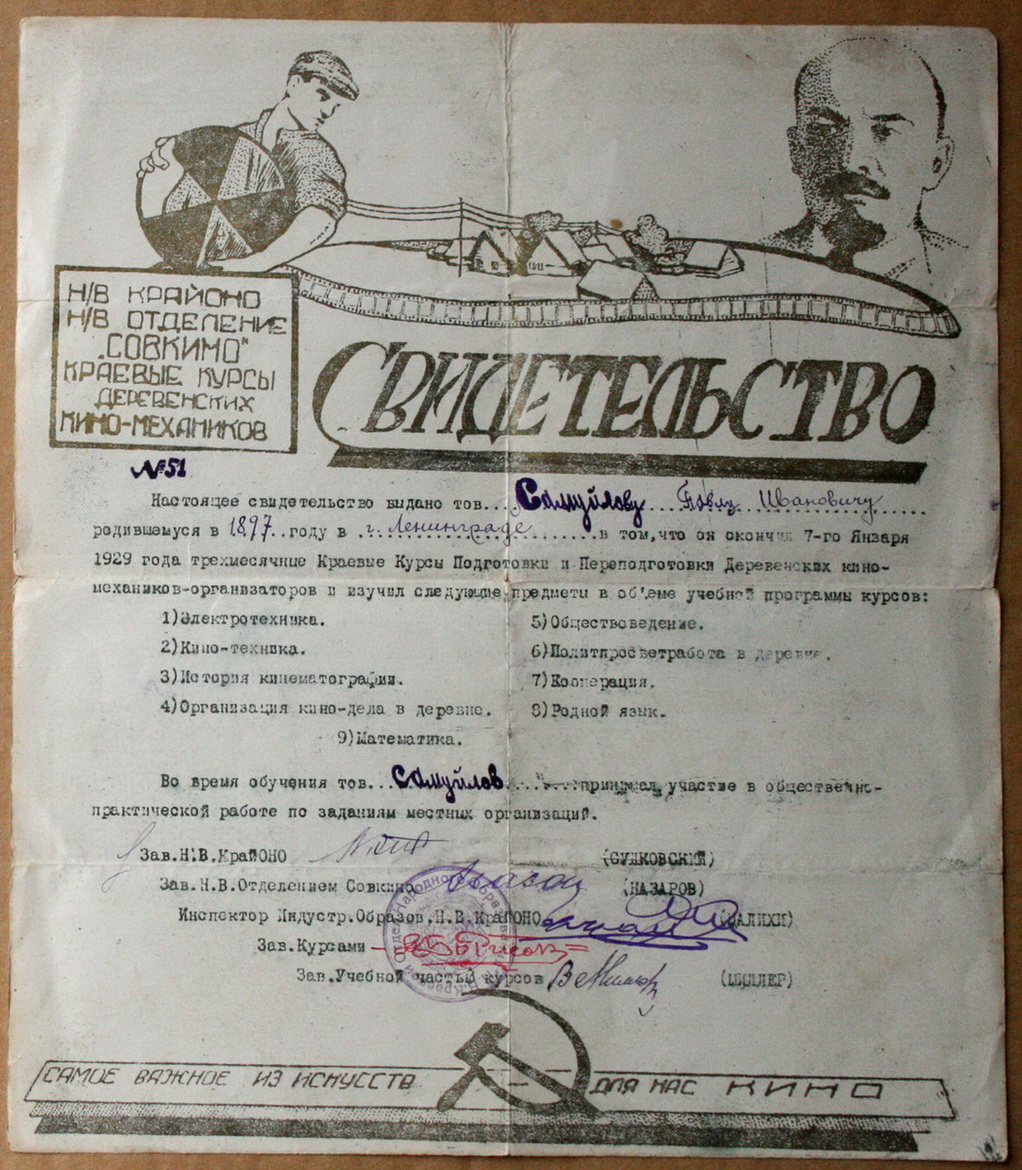 Н/В КРАЙОНО
Н/В ОТДЕЛЕНИЕ
„СОВКИМО"
КРАЕВЫЕ КУРСЫ
ДЕРЕВЕНСКИХ
КИНО-МЕХАНИКОВ
СВИДЕТЕЛЬСТВО
№51
Настоящее свидетельство выдано тов...Самуйлову Павлу Ивановичу
родившемуся в 1897..году в г. Ленинграде в том,что он окончил 7-го Января
1929 года трехмесячные Краевые Курсы Подготовки и Переподготовки Деревенских кино-
механиков-организаторов и изучил следующие предметы в об'еме учебной программы курсов:
1)Электротехника.
2)Кино-техника.
3)История кинематографии.
4)Организация кино-дела в деревне.
5)Обществоведение.
6)Политпросветработа в деревне.
7)Кооперация.
8)Родной язык.
9)Математика.
Во время обучения тов...Самуйлов принимал участие в общественно-
практической работе по заданиям местных организаций.
Зав.Н.В.КрайОНО (СУЛКОВСКИЙ)
Зав.Н.В.Отделением Совкино (НАЗАРОВ)
Инспектор Индустр.Образов.Н.В.КрайОНО
Зав.Курсами
Зав.Учебной частью курсов (МИЛЛЕР)
САМОЕ ВАЖНОЕ ИЗ ИСКУССТВ ДЛЯ НАС КИНО